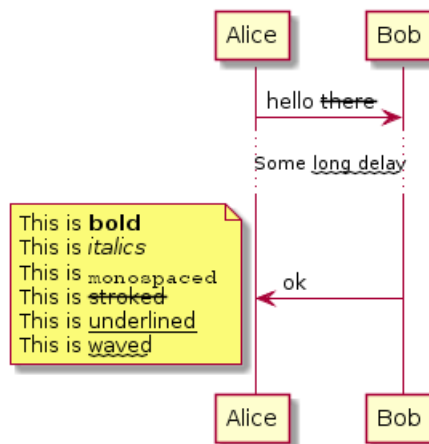 Alice Bob
hello there
Some long delay
This is bold
This is italics
This is monospaced
This is stroked
This is underlined
This is waved
ok
Alice Bob